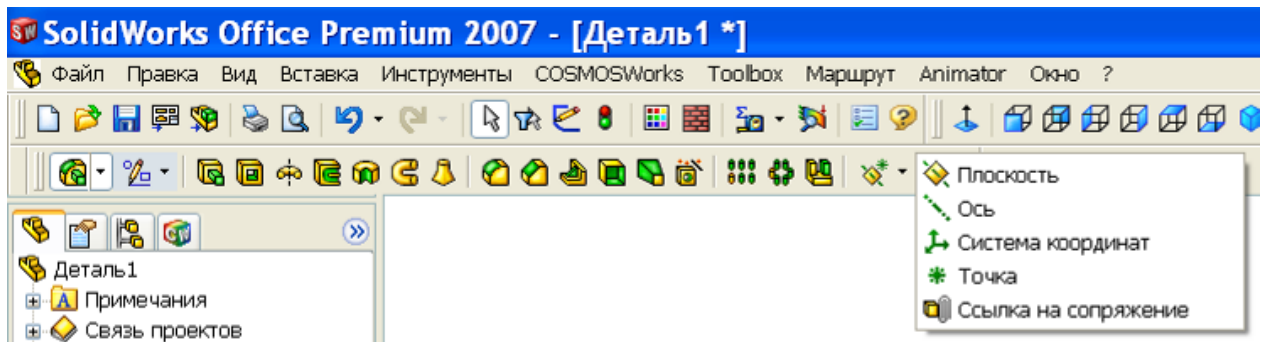 SolidWorks Office Premium 2007 - [Деталь1 *]
Файл Правка Вид Вставка Инструменты COSMOSWorks Toolbox Маршрут Animator Окно ?
Плоскость
Ось
Система координат
Точка
Ссылка на сопряжение
Деталь1
Примечания
Связь проектов